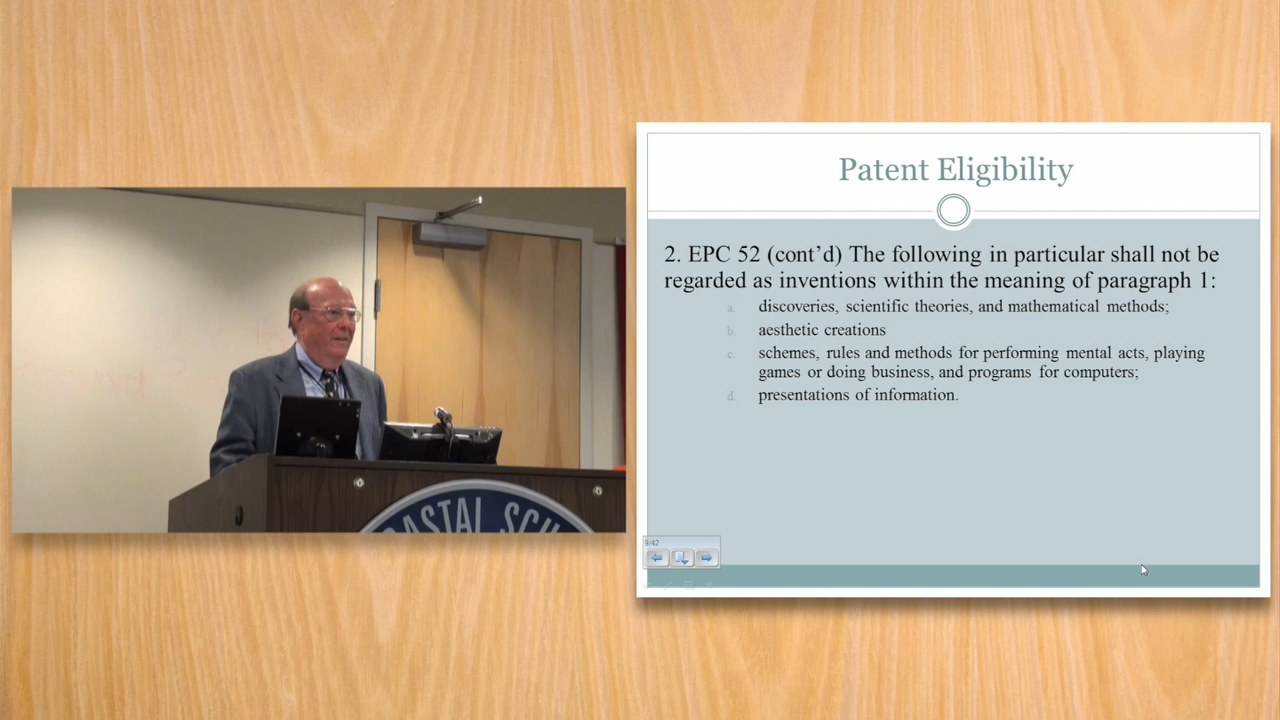 Patent Eligibility
2. EPC 52 (cont’d) The following in particular shall not be
regarded as inventions within the meaning of paragraph 1:
a. discoveries, scientific theories, and mathematical methods;
b. aesthetic creations
c. schemes, rules and methods for performing mental acts, playing
games or doing business, and programs for computers;
d. presentations of information.
9/42
ASTAL SCH